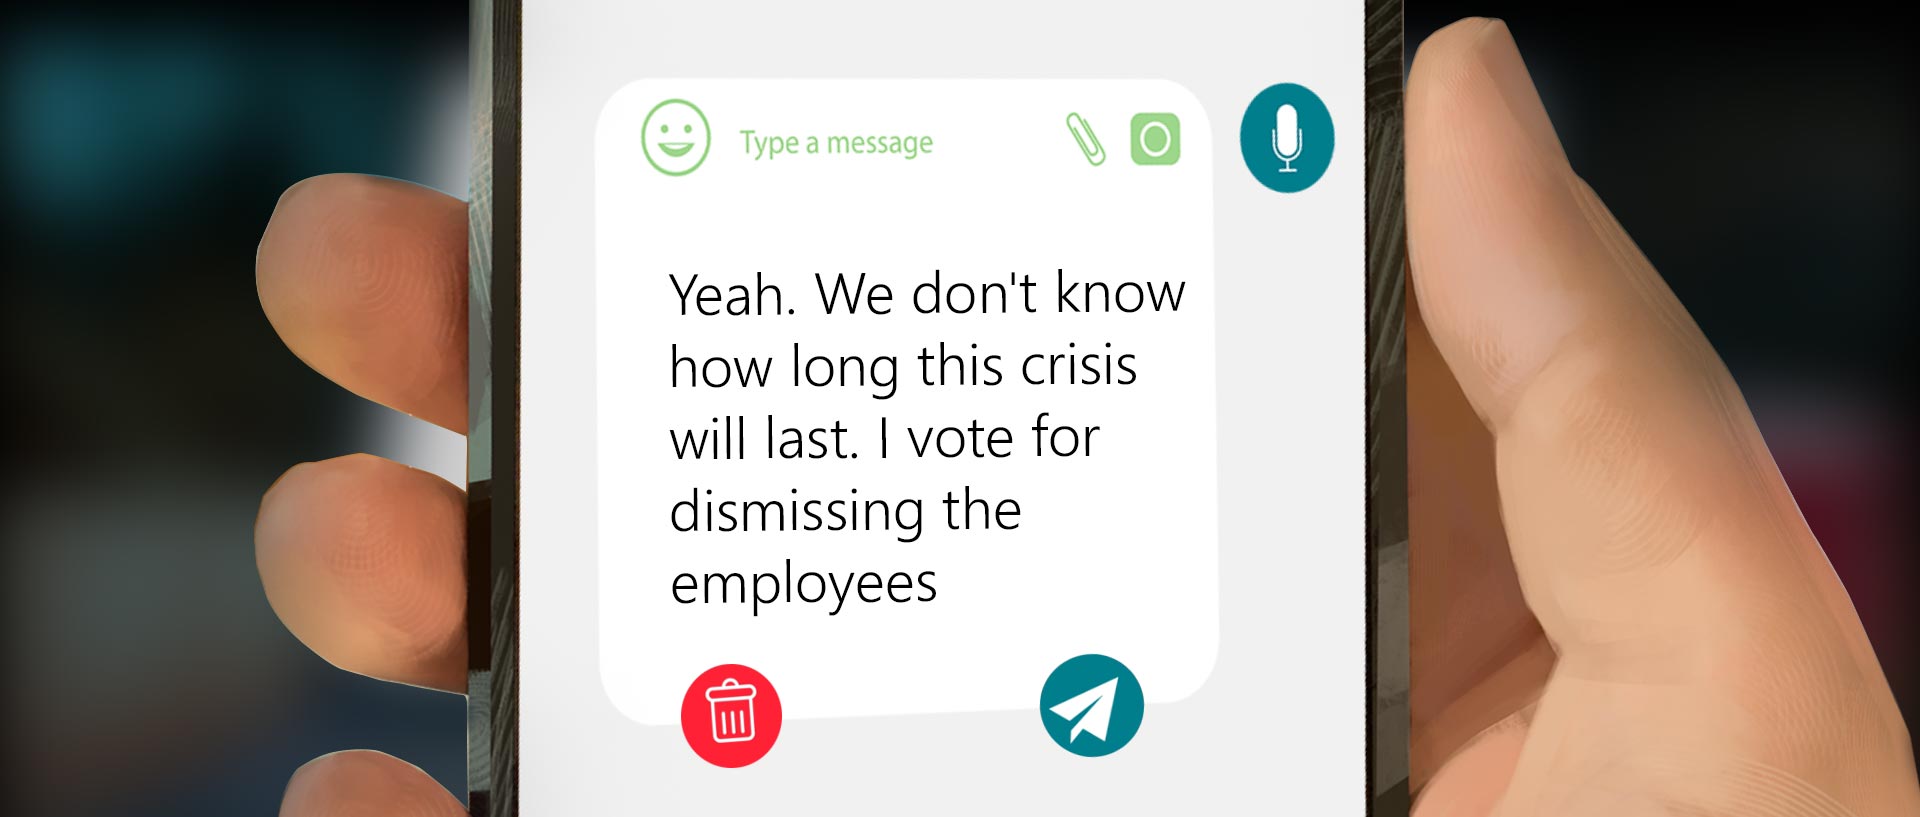 Type a message
Yeah. We don't know
how long this crisis
will last. I vote for
dismissing the
employees